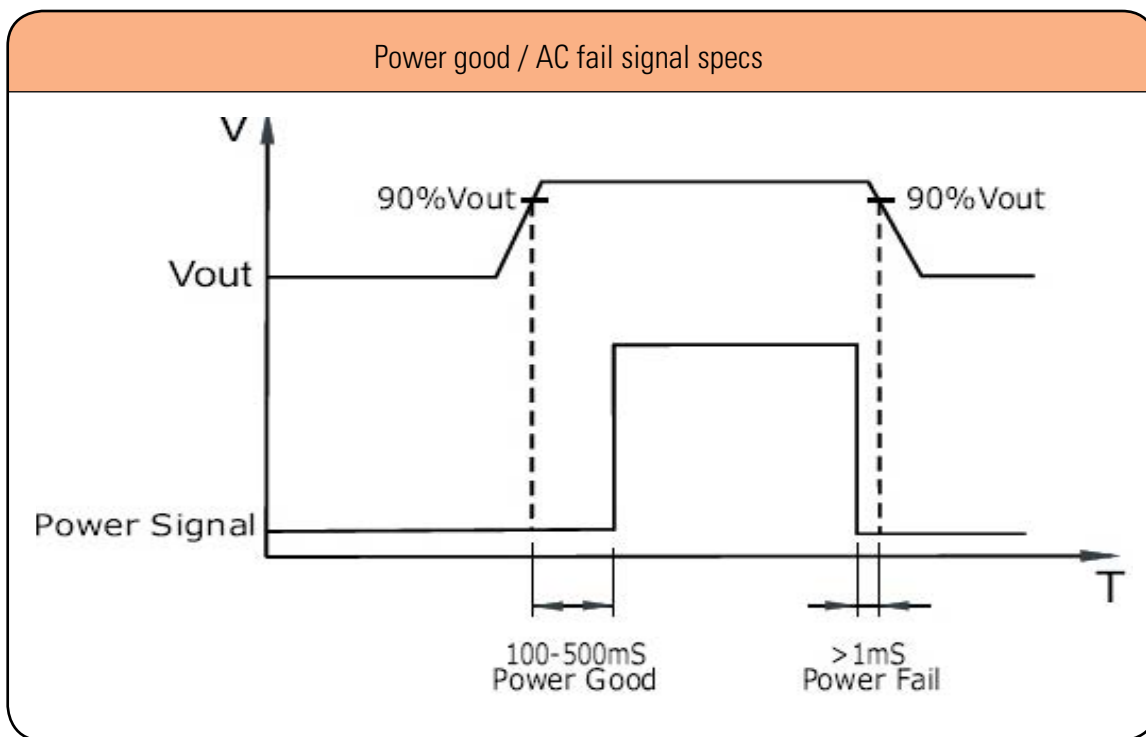 Power good / AC fail signal specs
V
90%Vout
90%Vout
Vout
Power Signal
T
100-500mS
Power Good
>1mS
Power Fail